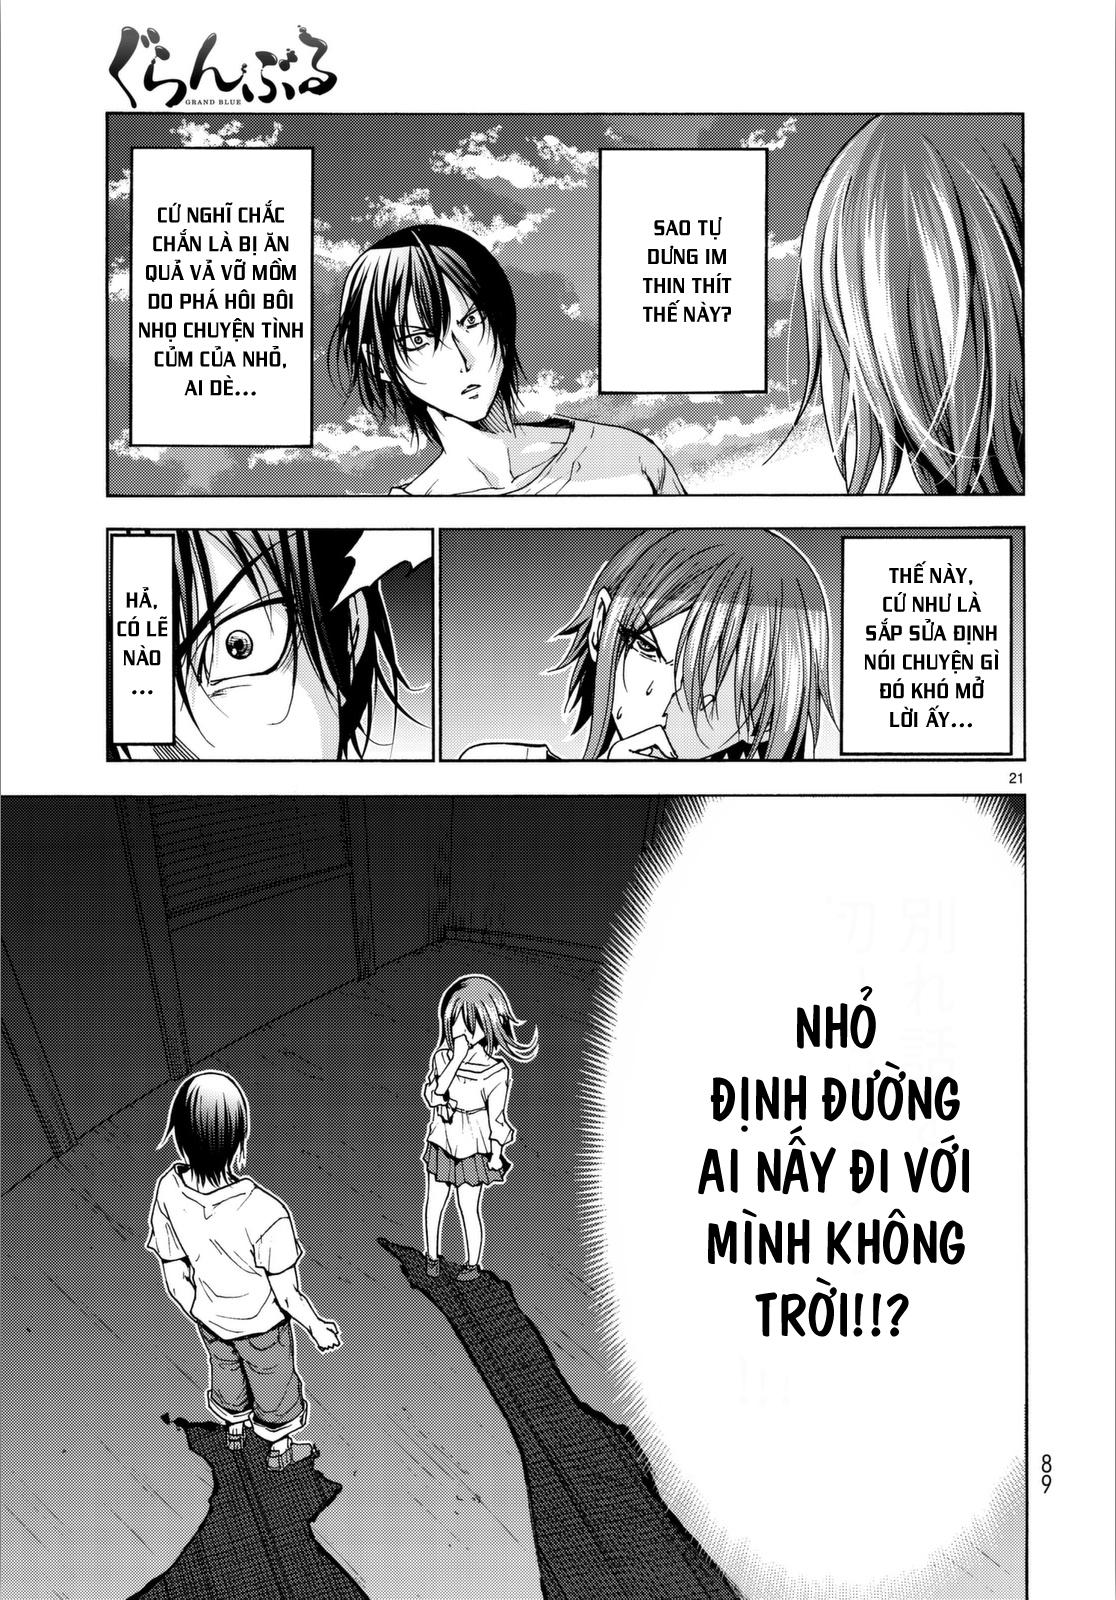 ぐらんぶる
GRAND BLUE
SAO TỰ
DƯNG IM
THIN THÍT
THẾ NÀY?
CỨ NGHĨ CHẮC
CHẮN LÀ BỊ ĂN
QUẢ VẢ VỠ MỒM
DO PHÁ HÔI BÔI
NHỌ CHUYỆN TÌNH
CỦM CỦA NHỎ,
AI DÈ...
THẾ NÀY,
CỨ NHƯ LÀ
SẮP SỬA ĐỊNH
NÓI CHUYỆN GÌ
ĐÓ KHÓ MỞ
LỜI ẤY...
HẢ,
CÓ LẼ
NÀO
...
21
NHỎ
ĐỊNH ĐƯỜNG
AI NẤY ĐI VỚI
MÌNH KHÔNG
TRỜI!!?
89